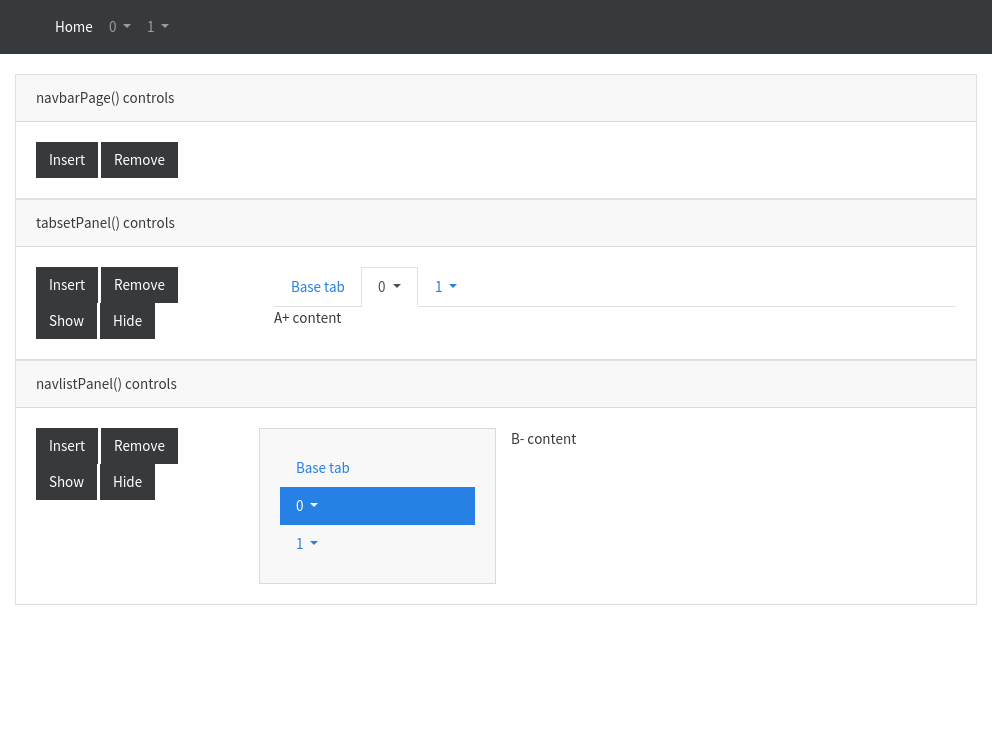 Home 0 1
navbarPage() controls
Insert Remove
tabsetPanel() controls
Insert Remove
Show Hide
Base tab 0 1
A+ content
navlistPanel() controls
Insert Remove
Show Hide
Base tab
0
1
B- content